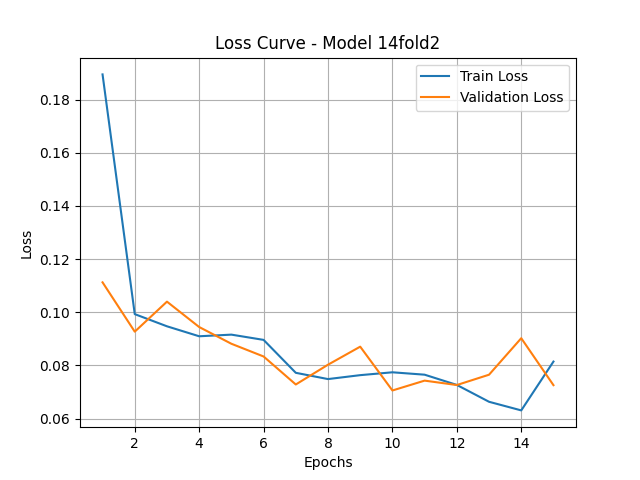 Loss Curve - Model 14fold2
Train Loss
Validation Loss
0.18
0.16
0.14
0.12
0.10
0.08
0.06
Loss
2 4 6 8 10 12 14
Epochs